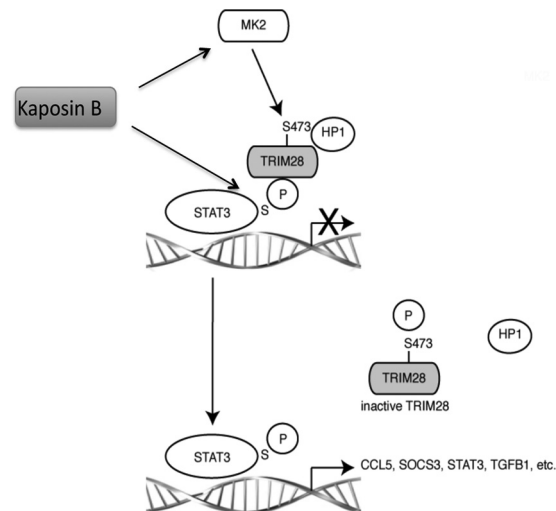 MK2
Kaposin B
S473 HP1
TRIM28
P
STAT3 S
X
P
S473
HP1
TRIM28
inactive TRIM28
P
STAT3 S
CCL5, SOCS3, STAT3, TGFB1, etc.